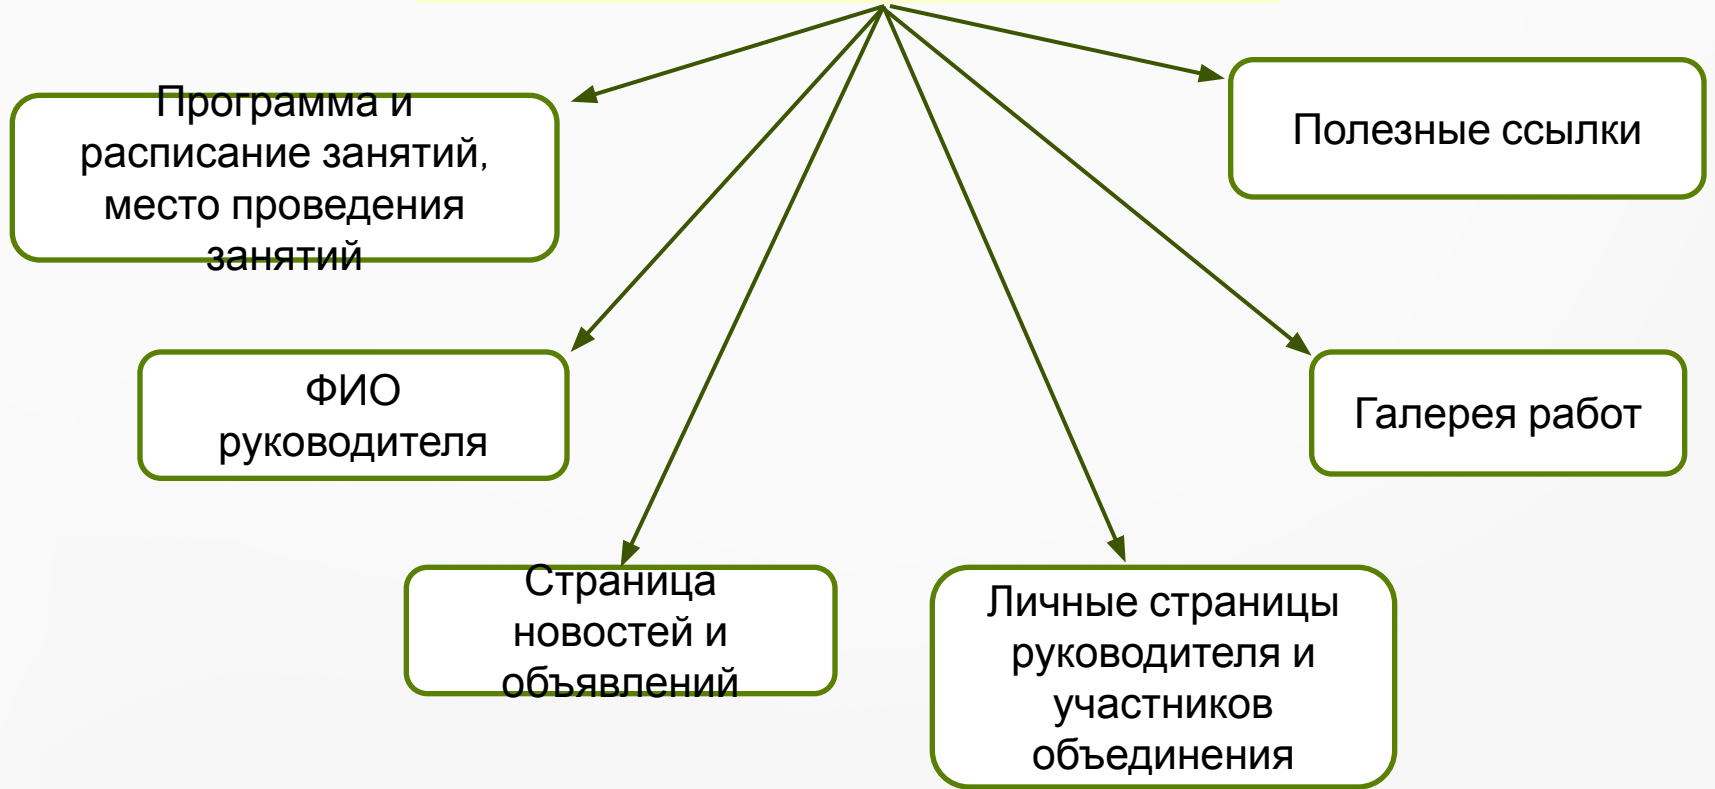 Программа и
расписание занятий,
место проведения
занятий
Полезные ссылки
ФИО
руководителя
Галерея работ
Страница
новостей и
объявлений
Личные страницы
руководителя и
участников
объединения